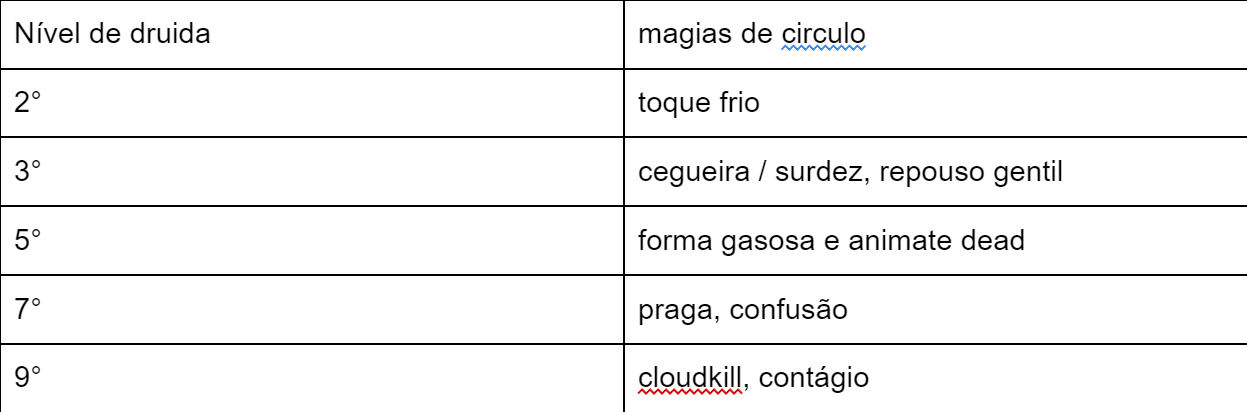 Nível de druida magias de circulo
2° toque frio
3° cegueira / surdez, repouso gentil
5° forma gasosa e animate dead
7° praga, confusão
9° cloudkill, contágio